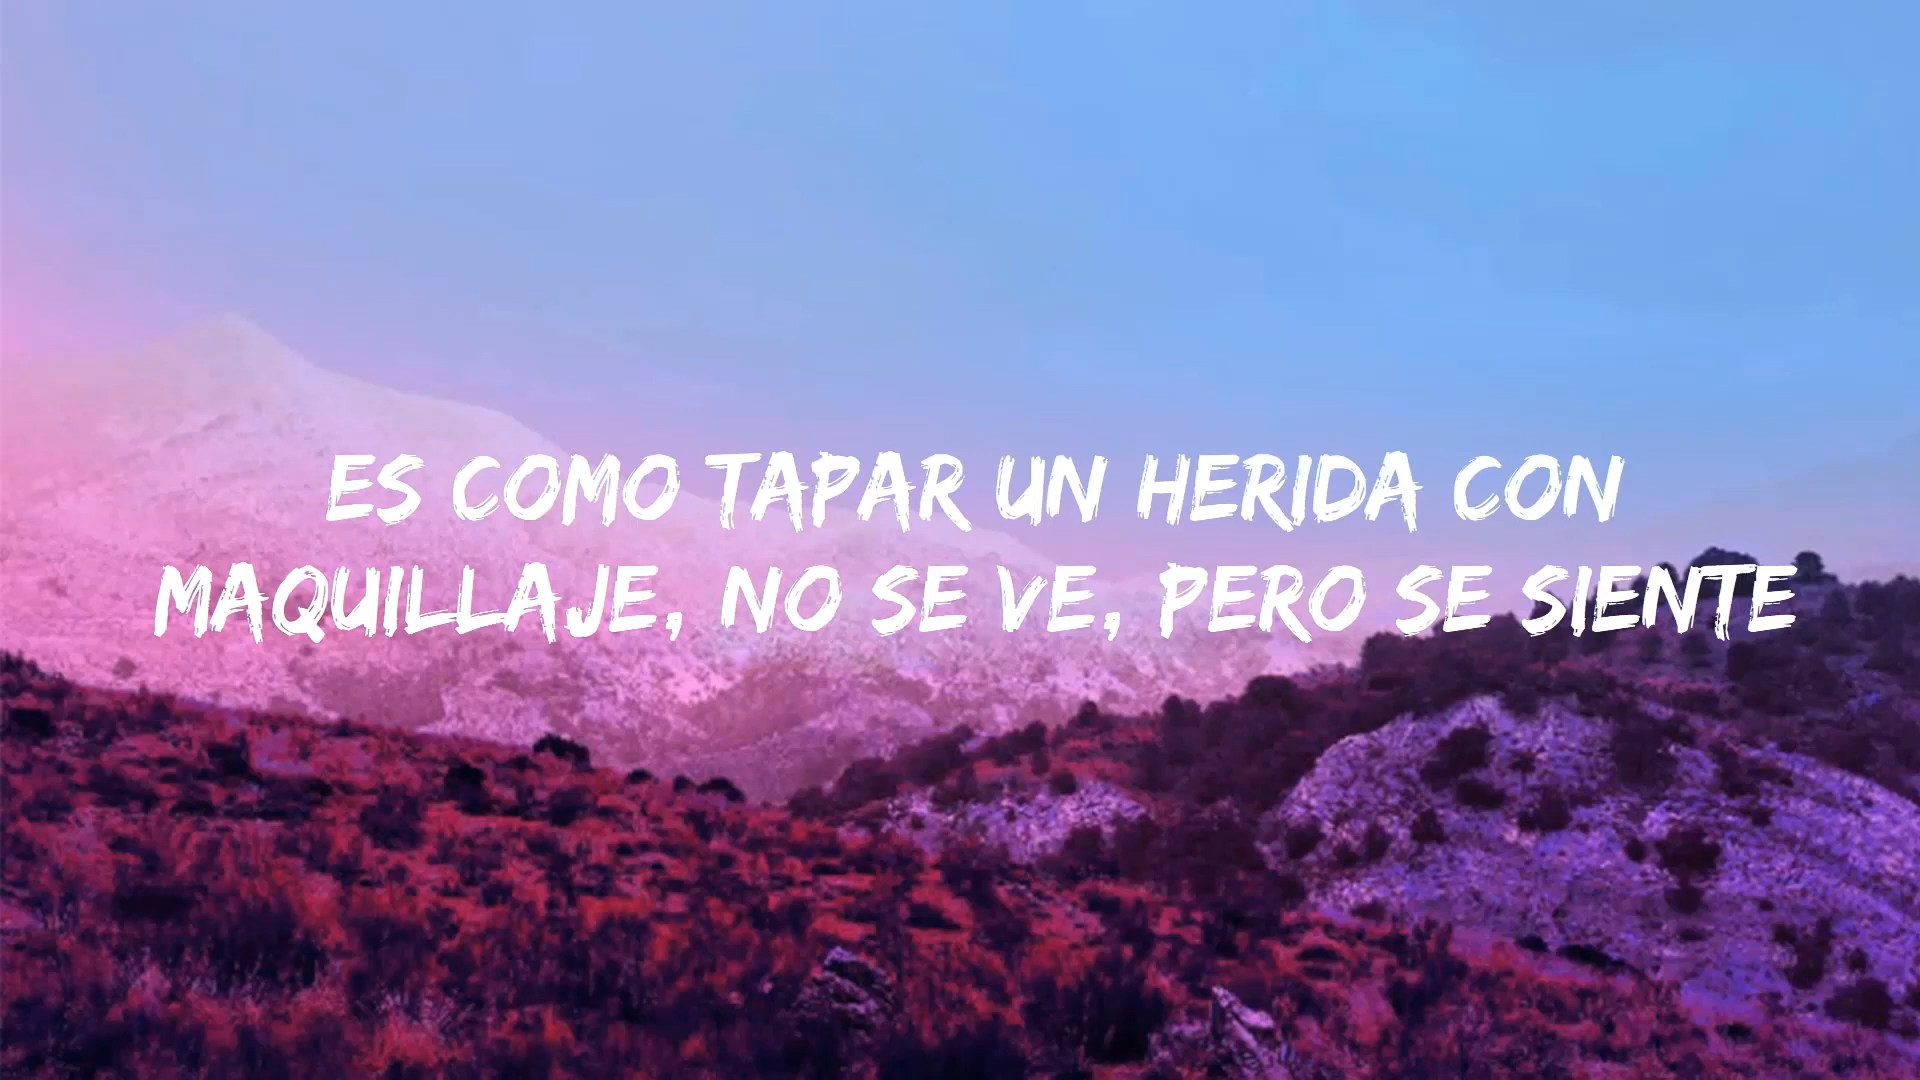 ES COMO TAPAR UN HERIDA CON
MAQUILLAJE, NO SE VE, PERO SE SIENTE